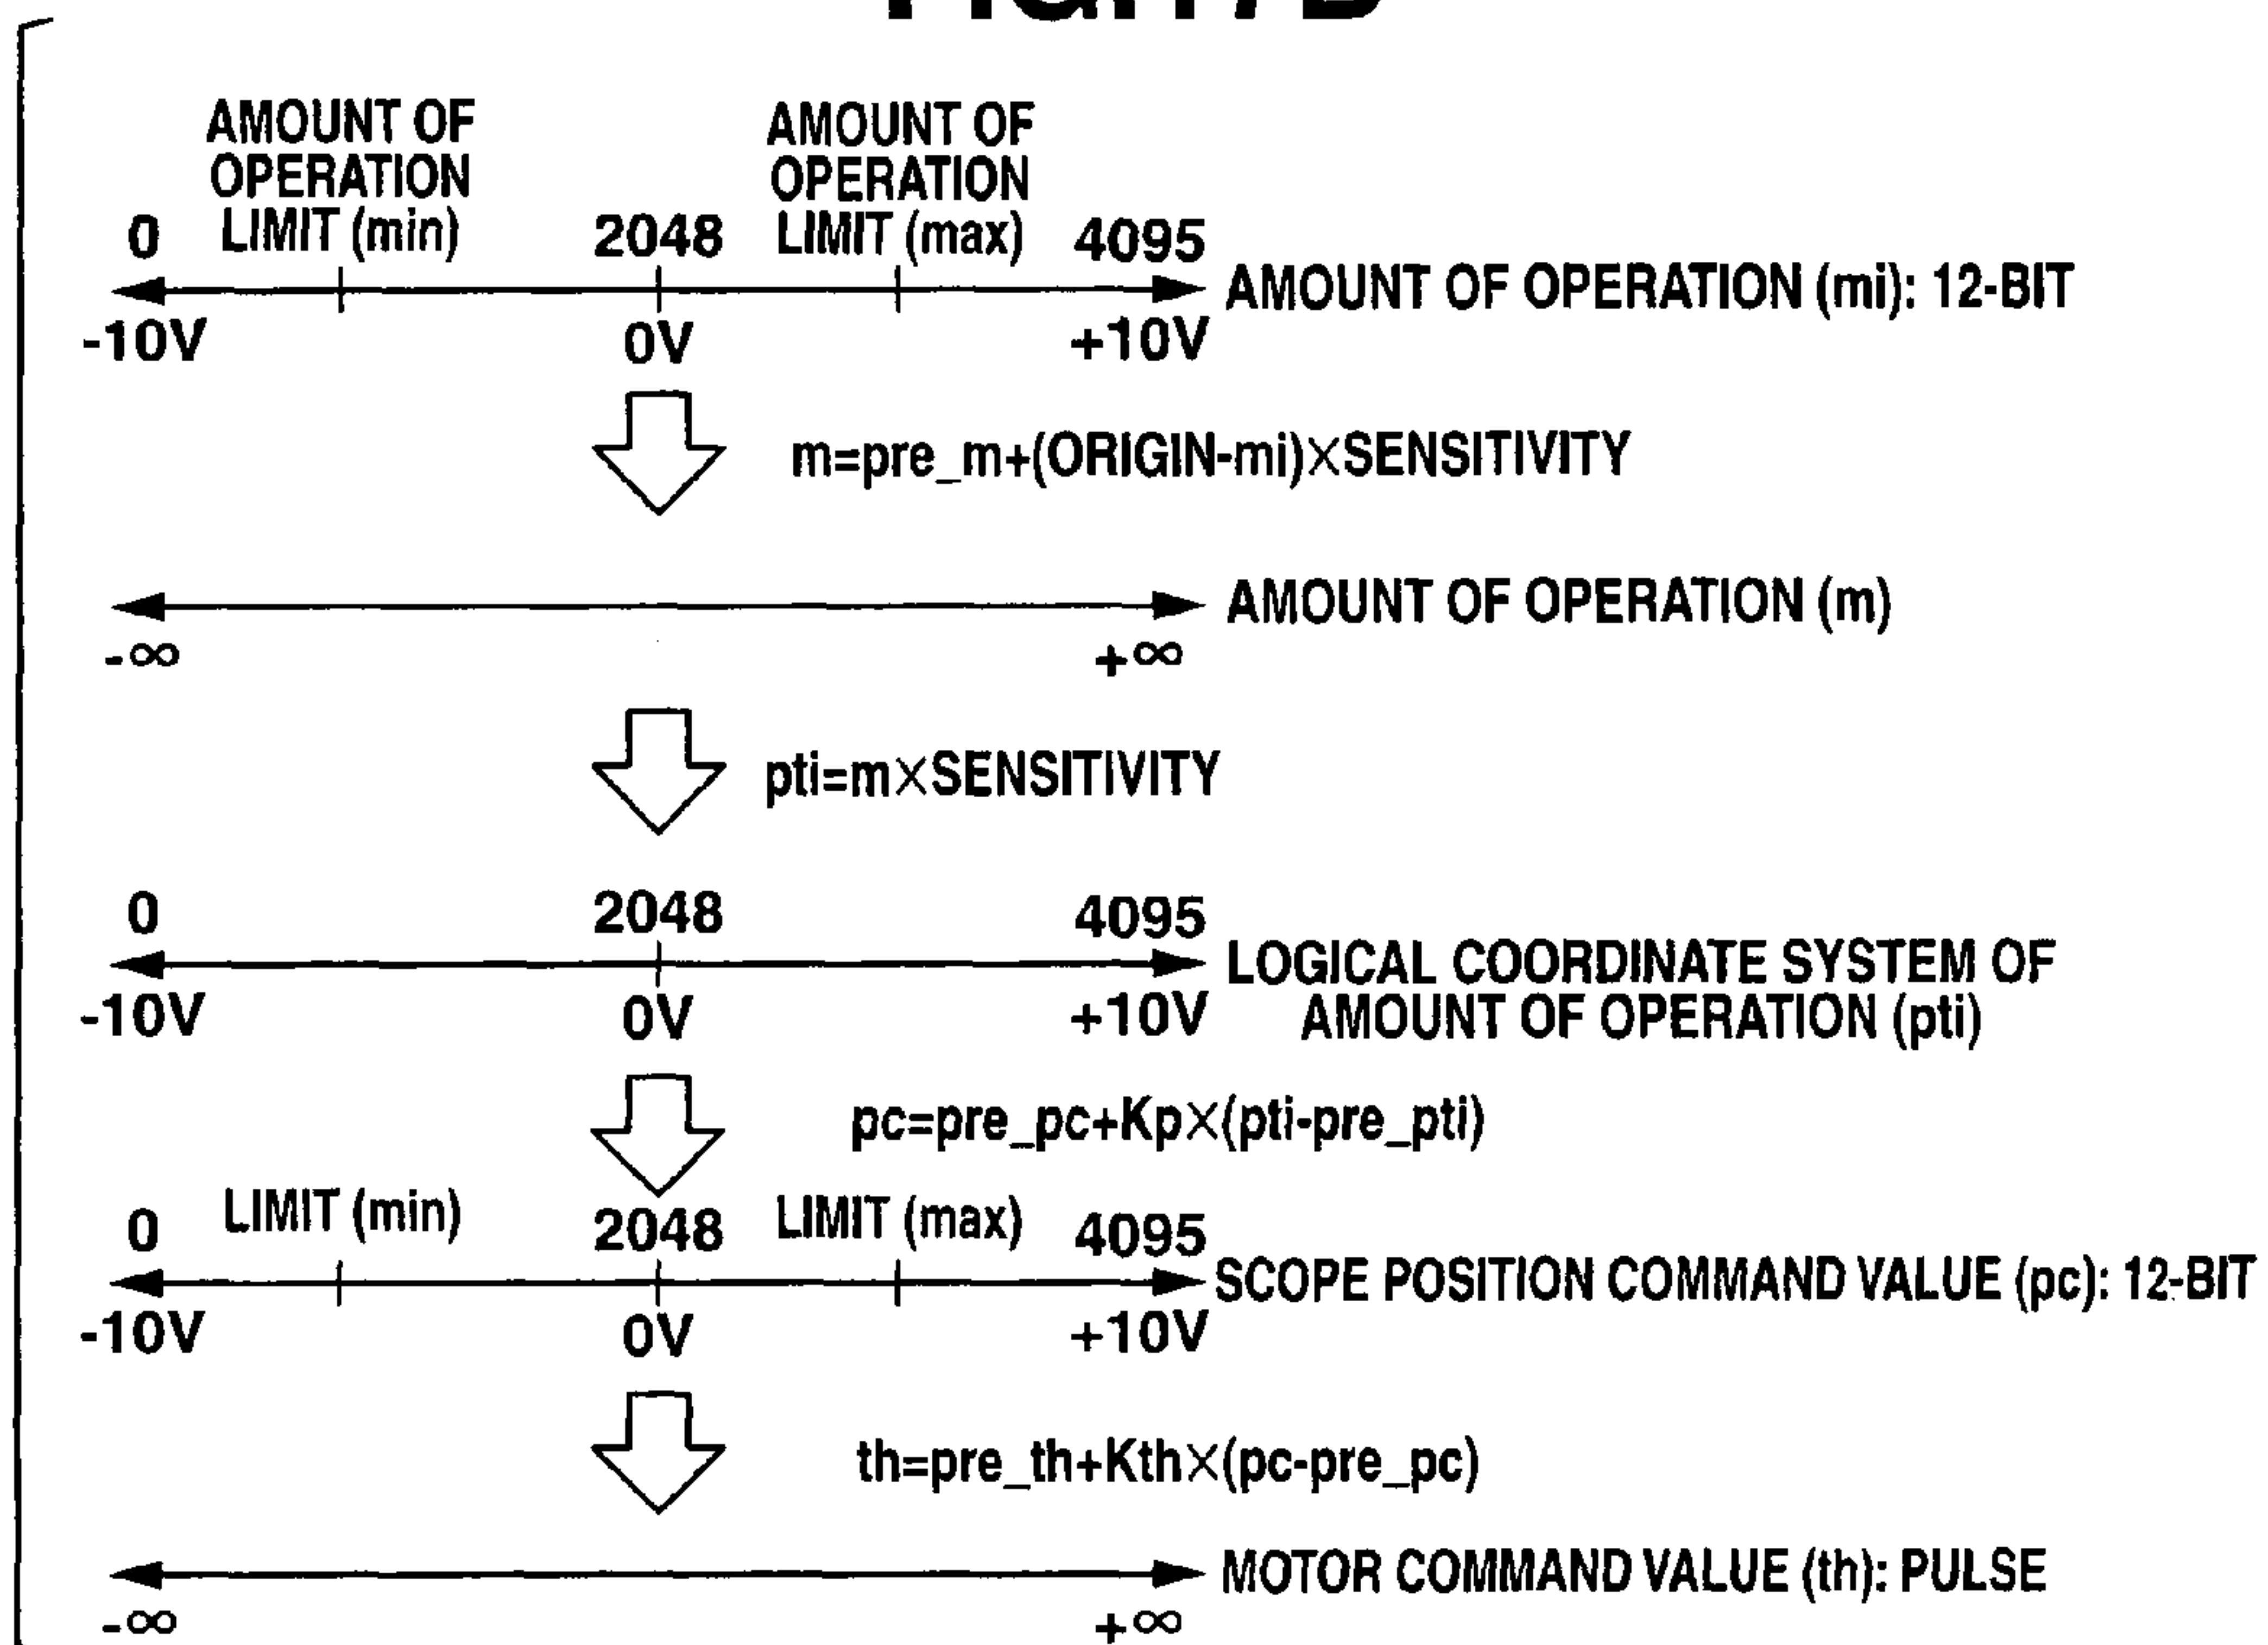 AMOUNT OF AMOUNT OF
OPERATION OPERATION
0 LIMIT (min) 2048 LIMIT (max) 4095
AMOUNT OF OPERATION (mi): 12-BIT
-10V 0V +10V
m=pre_m+(ORIGIN-mi)×SENSITIVITY
AMOUNT OF OPERATION (m)
-∞ +∞
pti=m×SENSITIVITY
0 2048 4095
LOGICAL COORDINATE SYSTEM OF
-10V 0V +10V AMOUNT OF OPERATION (pti)
pc=pre_pc+Kp×(pti-pre_pti)
0 LIMIT (min) 2048 LIMIT (max) 4095
SCOPE POSITION COMMAND VALUE (pc): 12-BIT
-10V 0V +10V
th=pre_th+Kth×(pc-pre_pc)
MOTOR COMMAND VALUE (th): PULSE
-∞ +∞